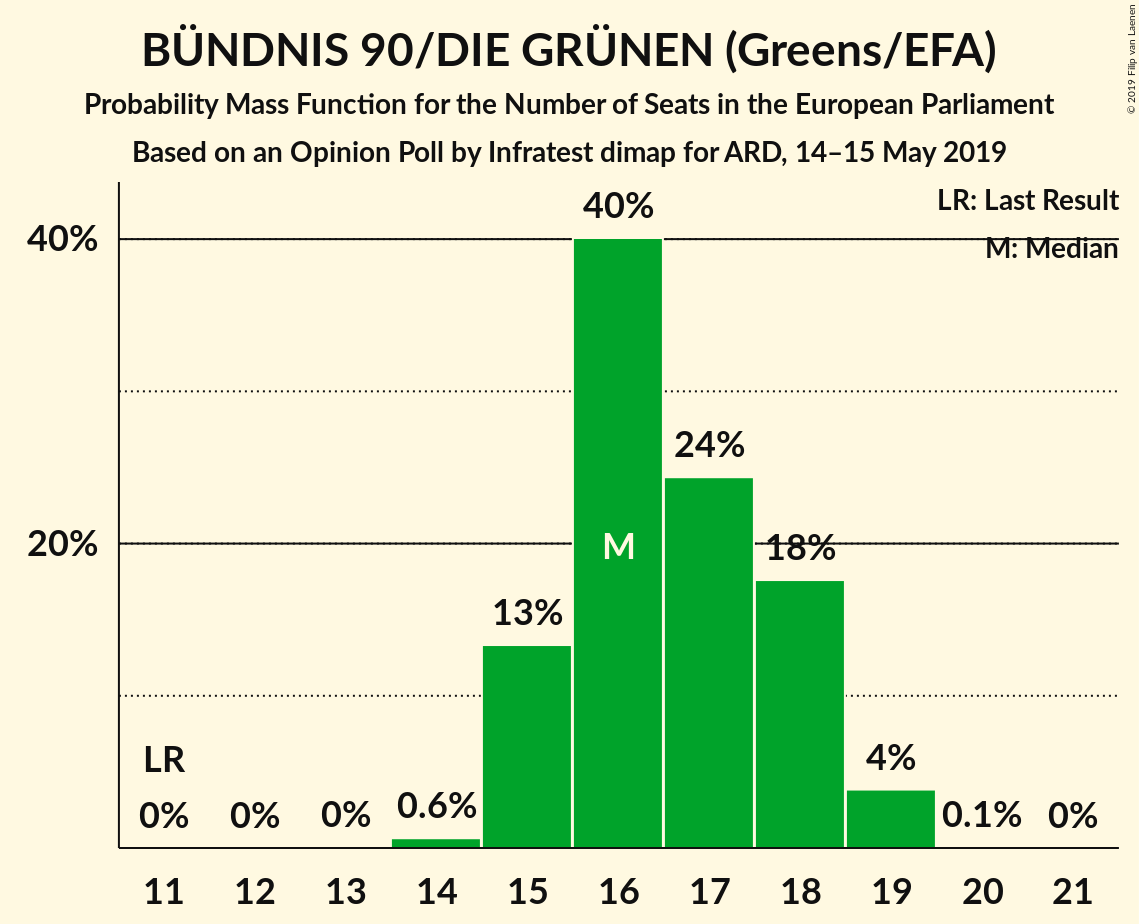 BÜNDNIS 90/DIE GRÜNEN (Greens/EFA)
Probability Mass Function for the Number of Seats in the European Parliament
Based on an Opinion Poll by Infratest dimap for ARD, 14–15 May 2019
© 2019 Filip van Laenen
LR: Last Result
M: Median
40%
20%
LR
0%
0%
0%
0.6%
13%
40%
M
24%
18%
4%
0.1%
0%
11 12 13 14 15 16 17 18 19 20 21